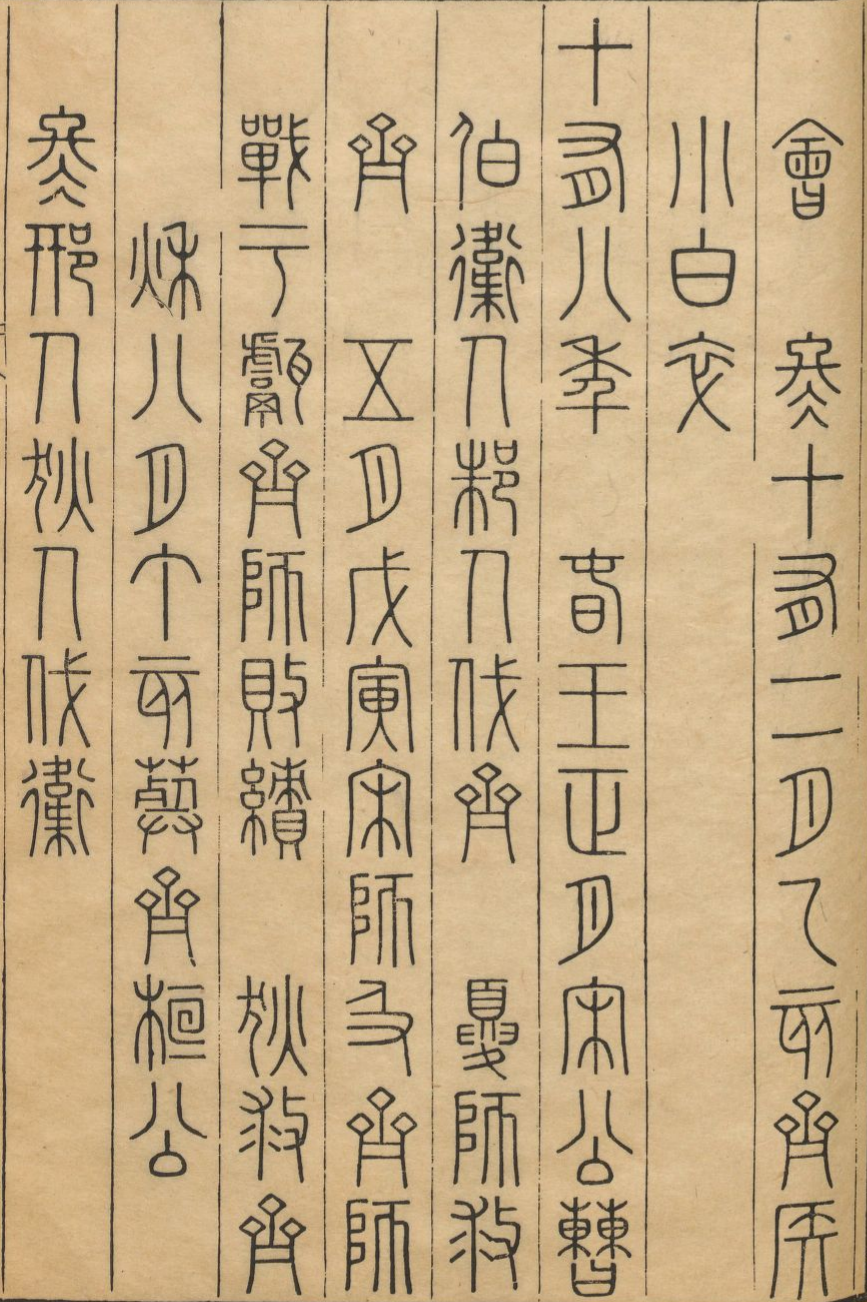 會　冬十有二月乙亥齊侯
小白卒
十有八年　春王正月宋公曹
伯衛人邾人伐齊　夏師救
齊　五月戊寅宋師及齊師
戰于甗齊師敗績　狄救齊
秋八月丁亥葬齊桓公
冬邢人狄人伐衛